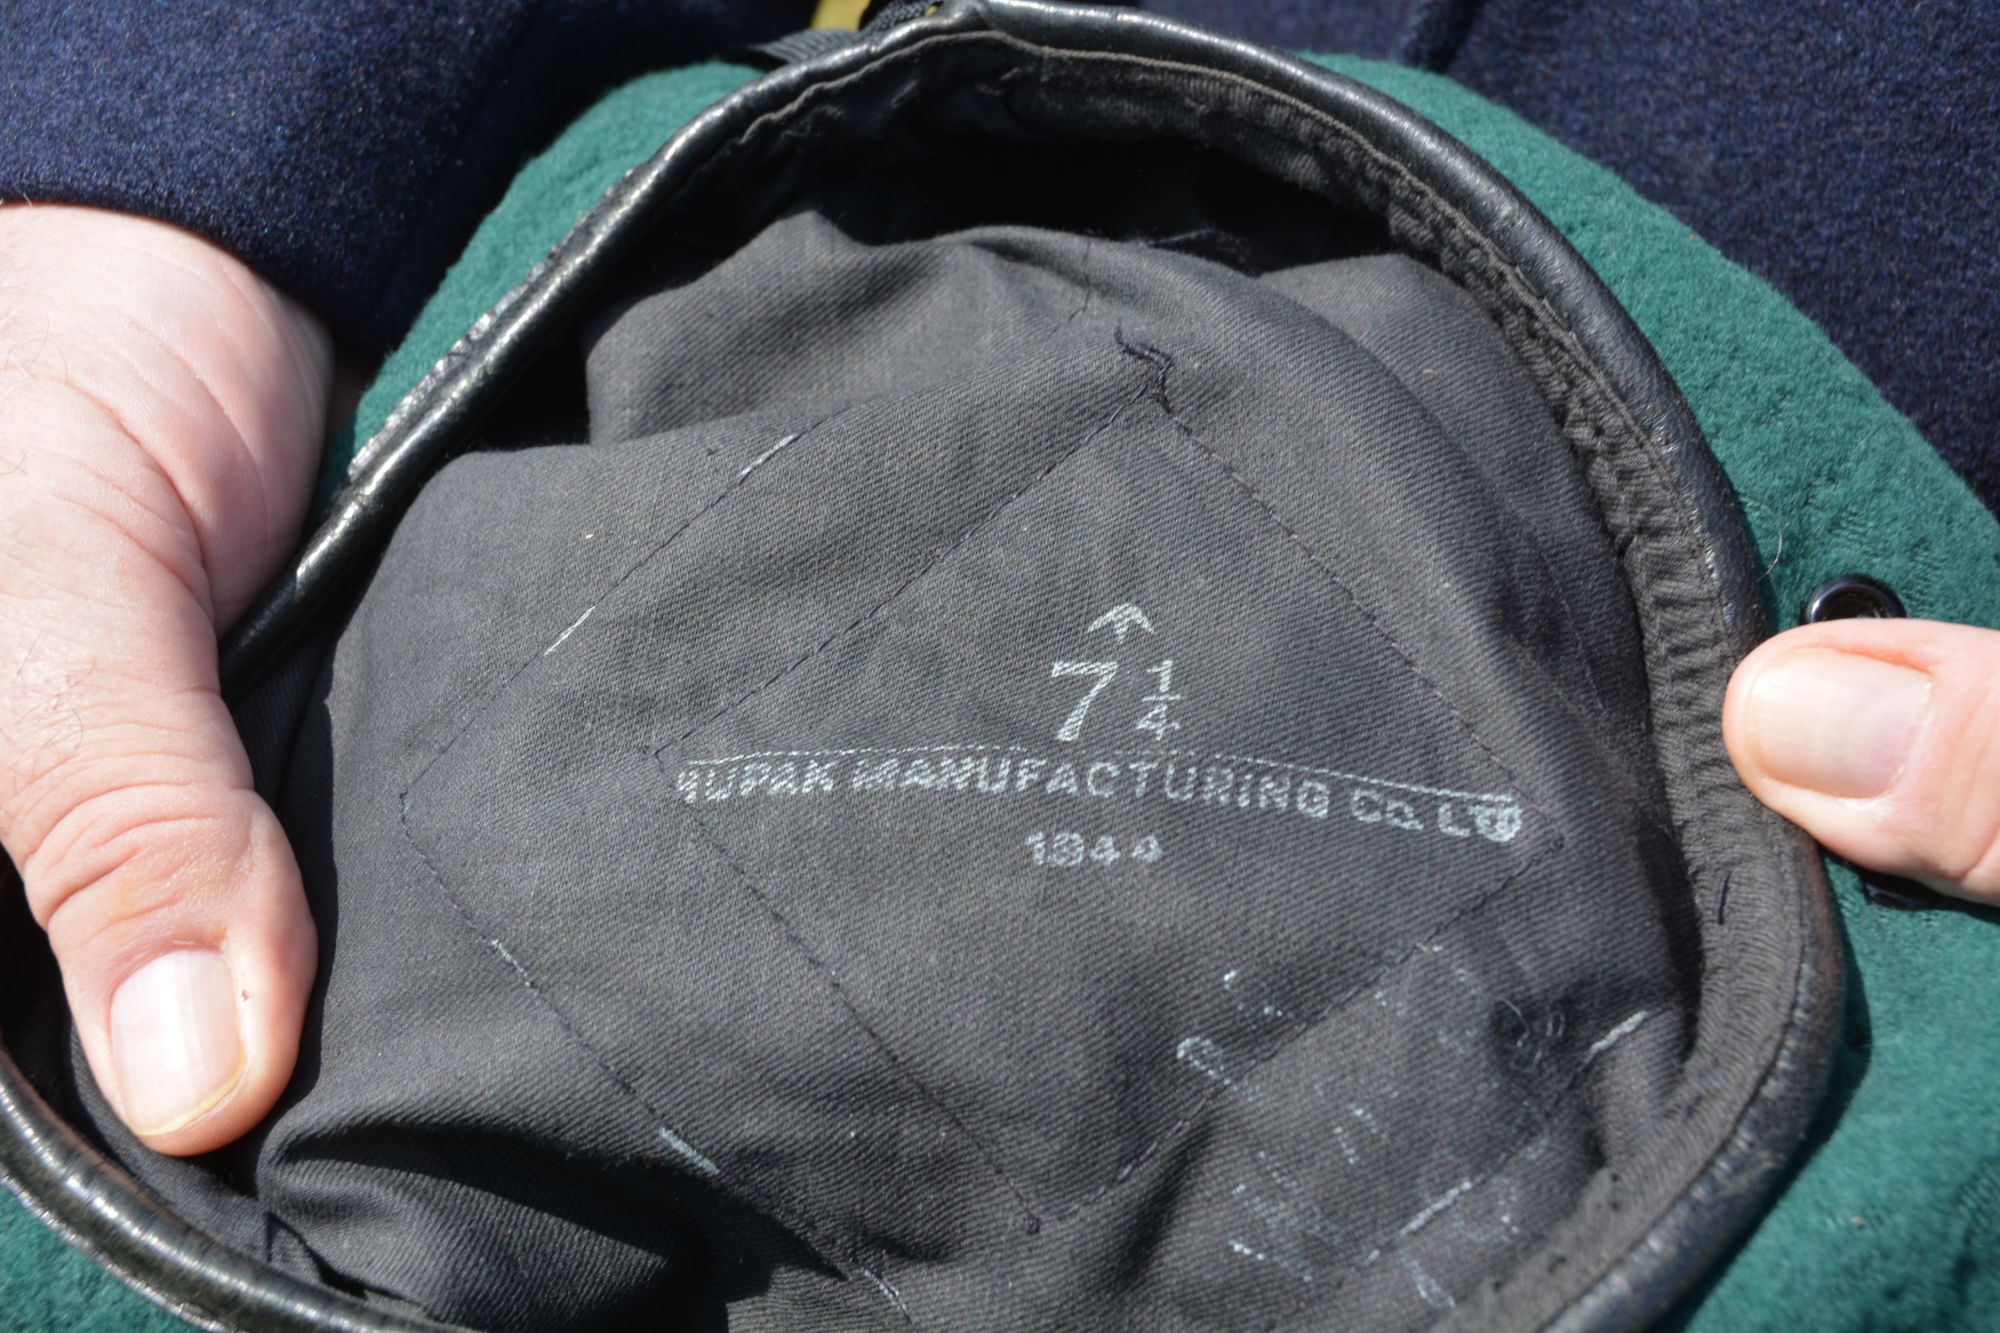 ↑
7 1/4
MANUFACTURING CO. LTD
1944